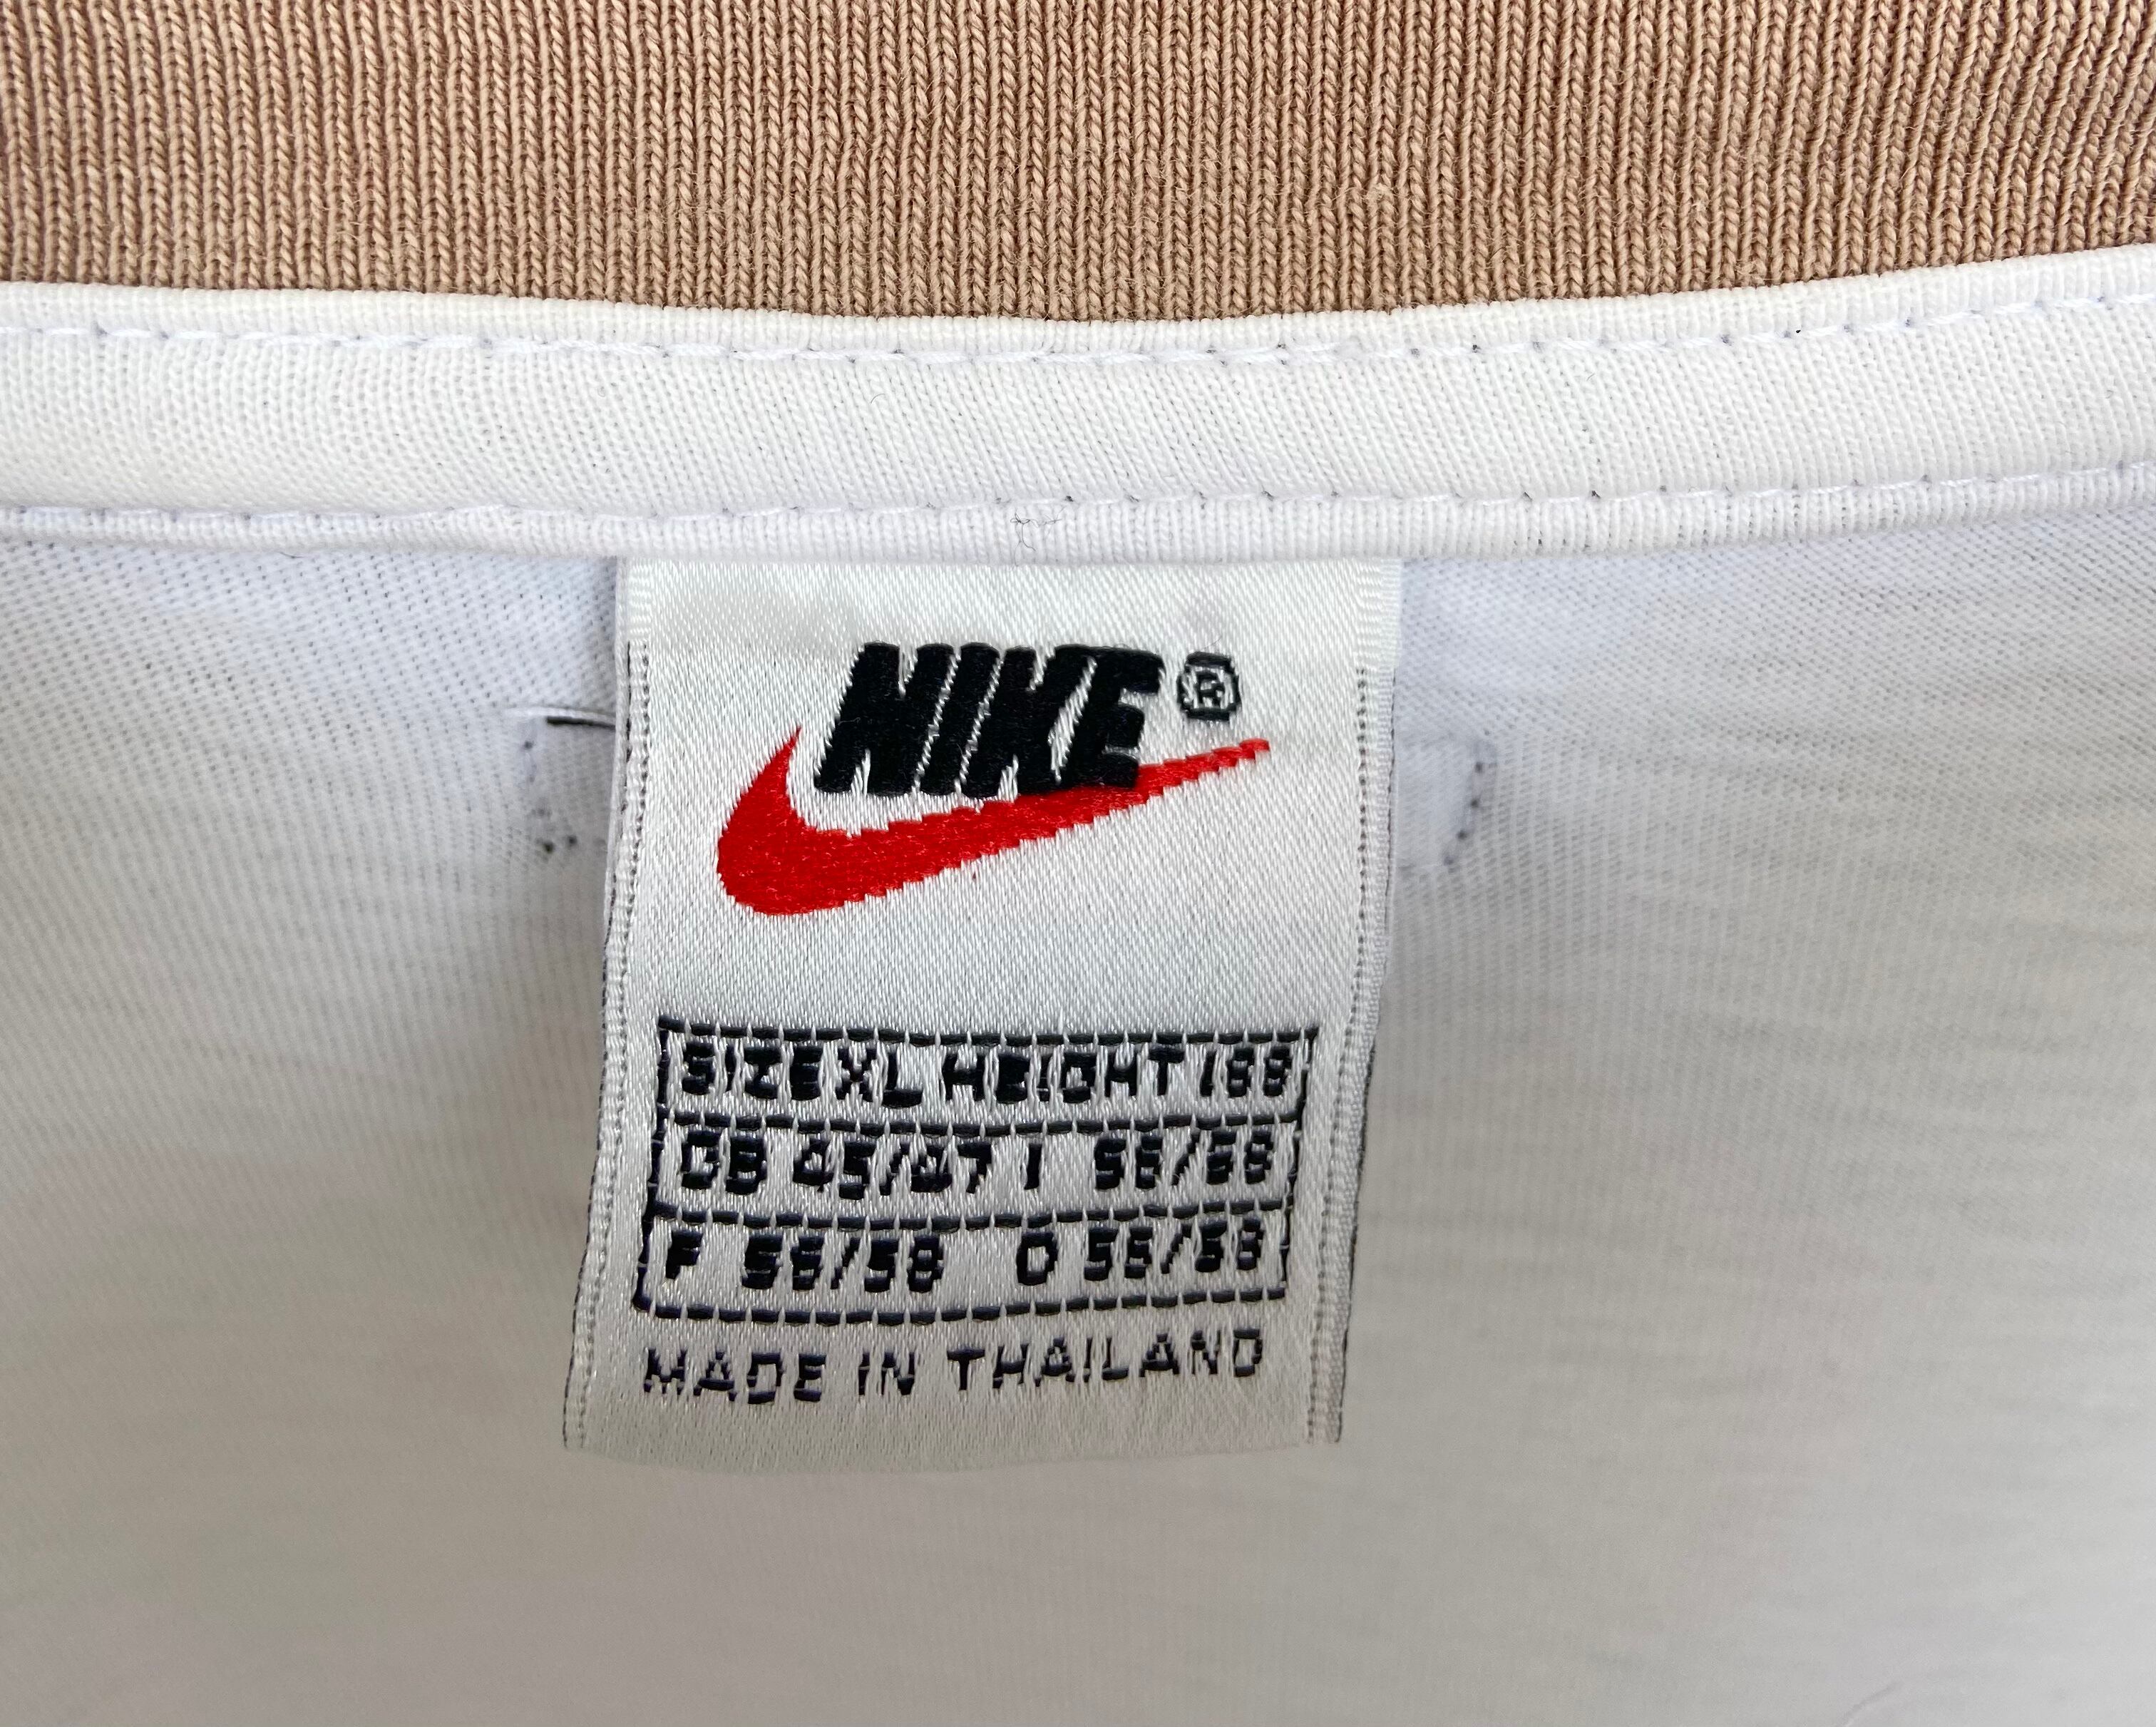 NIKE®
SIZE XL HEIGHT 188
GB 45/47 I 56/58
F 56/58 D 56/58
MADE IN THAILAND